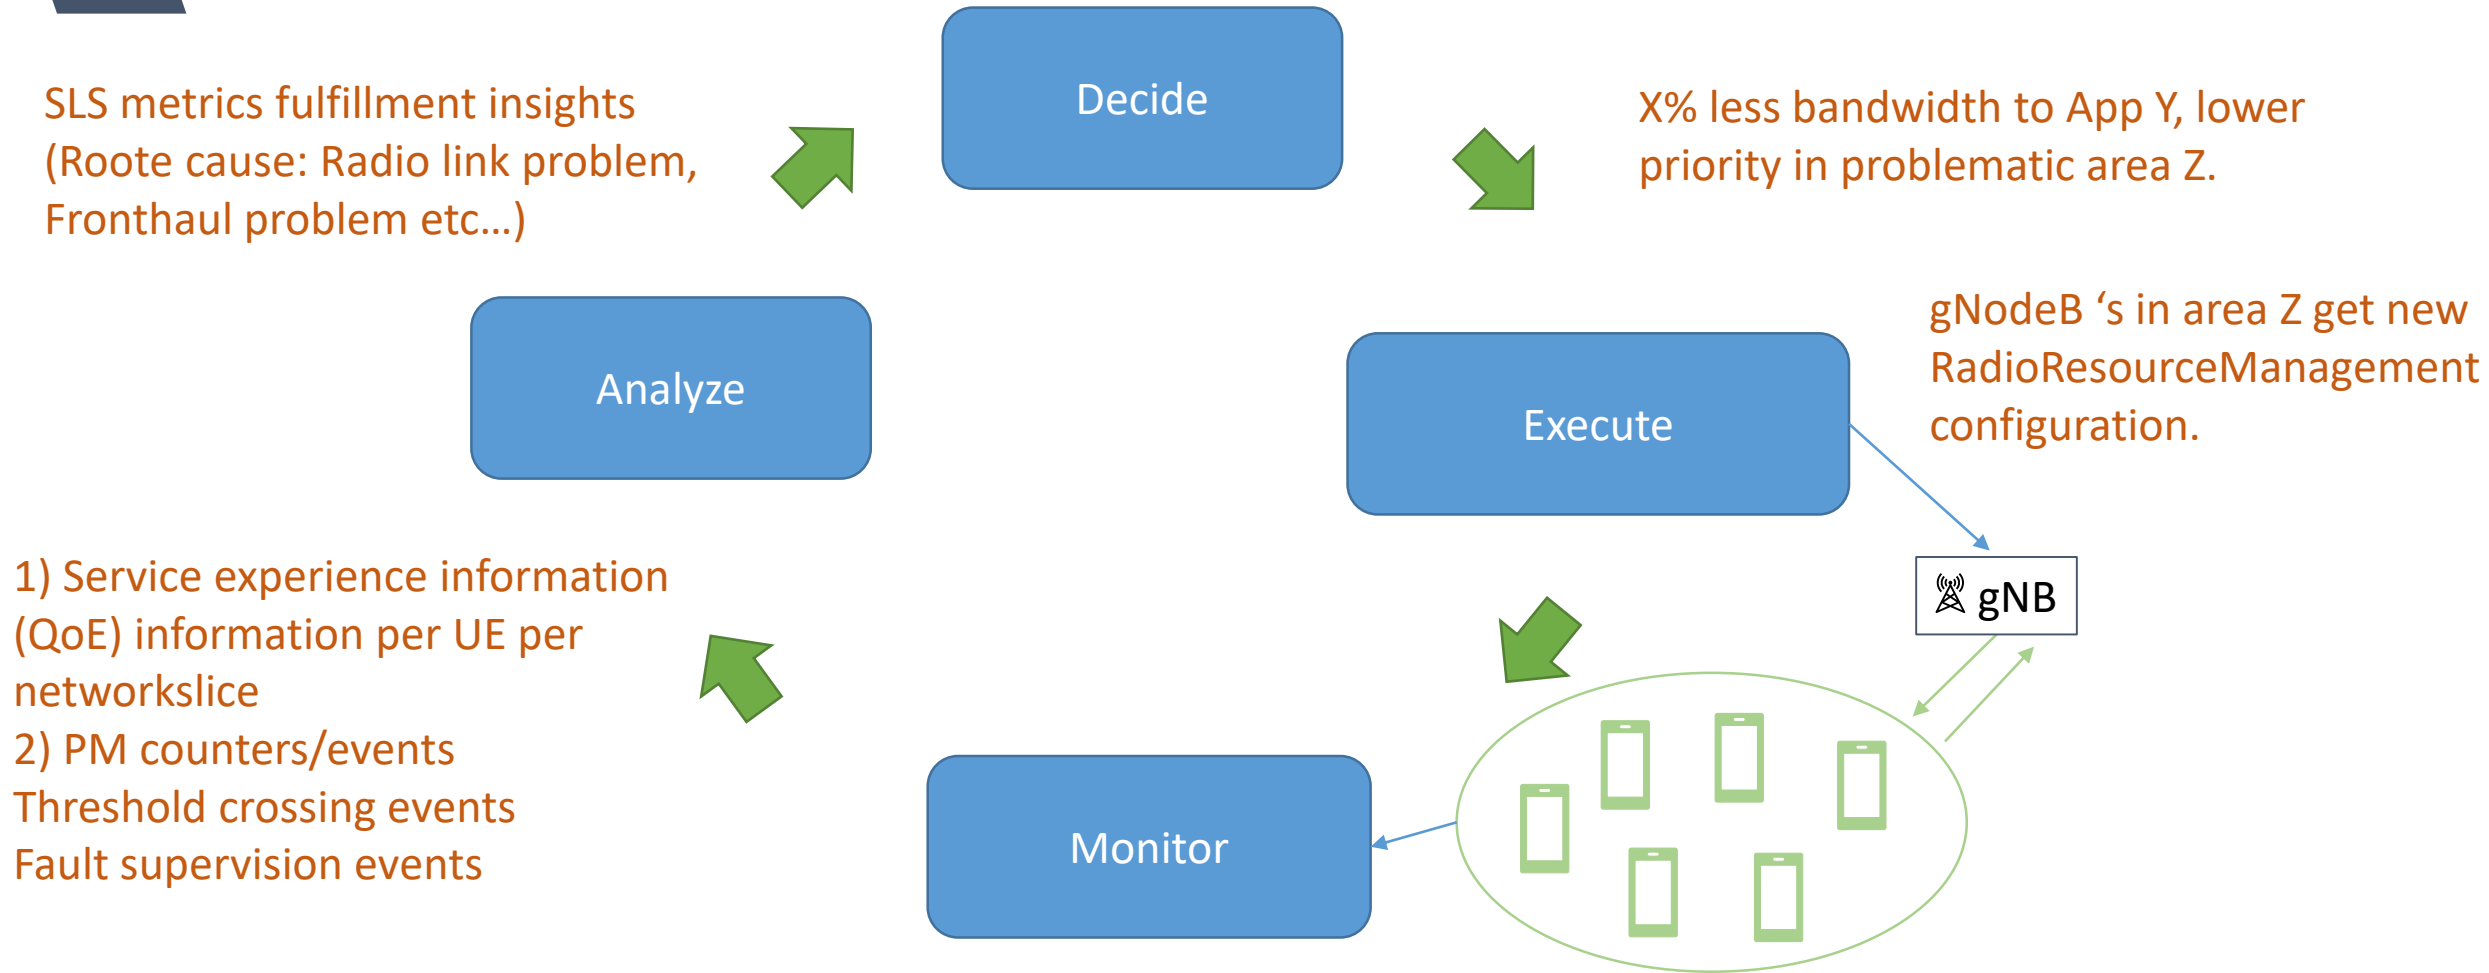 Decide
SLS metrics fulfillment insights
(Roote cause: Radio link problem,
Fronthaul problem etc...)
X% less bandwidth to App Y, lower
priority in problematic area Z.
Analyze
Execute
gNodeB ‘s in area Z get new
RadioResourceManagement
configuration.
1) Service experience information
(QoE) information per UE per
networkslice
2) PM counters/events
Threshold crossing events
Fault supervision events
gNB
Monitor